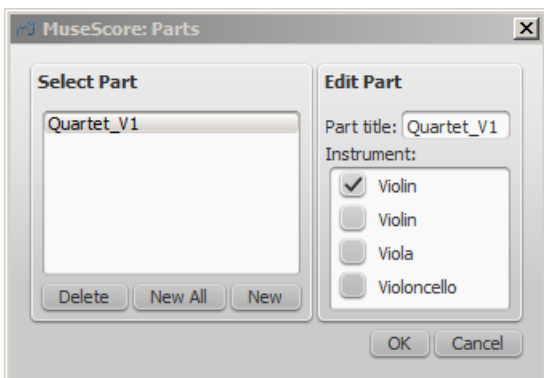 MuseScore: Parts
Select Part
Quartet_V1
Delete
New All
New
Edit Part
Part title: Quartet_V1
Instrument:
Violin
Violin
Viola
Violoncello
OK
Cancel